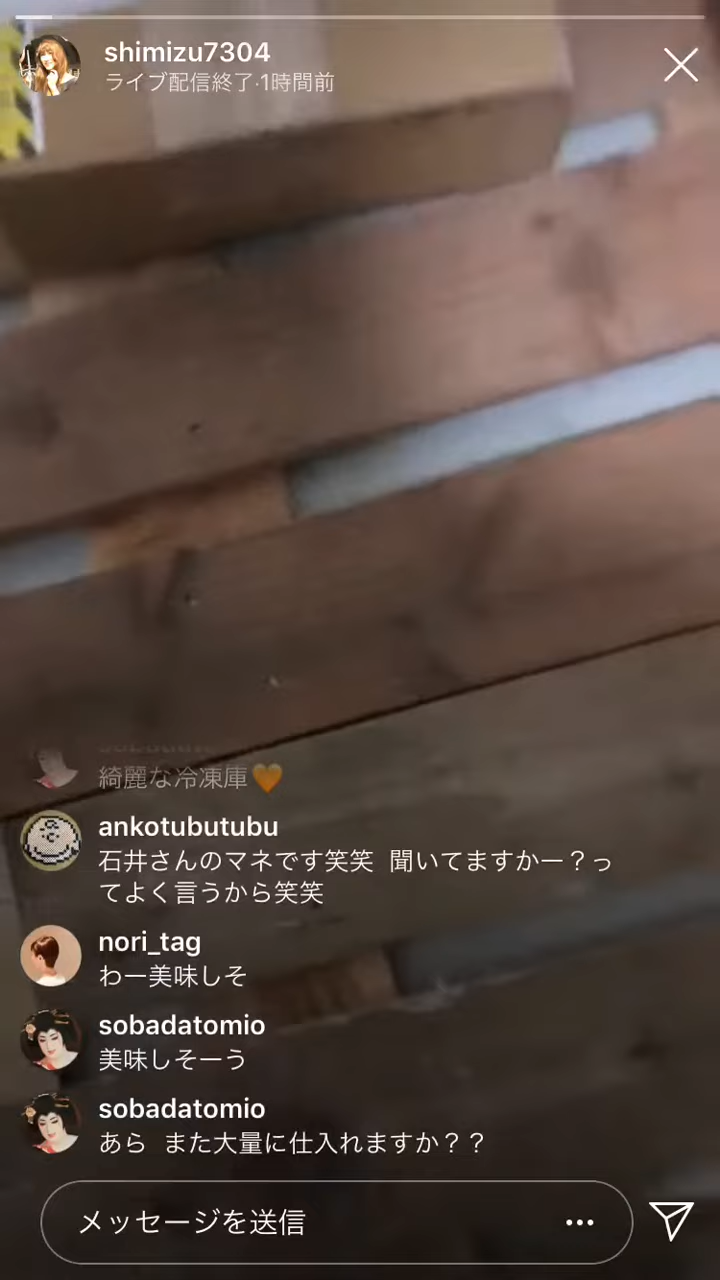 shimizu7304
ライブ配信終了·1時間前
綺麗な冷凍庫🧡
ankotubutubu
石井さんのマネです笑笑 聞いてますかー？っ
てよく言うから笑笑
nori_tag
わー美味しそ
sobadatomio
美味しそーう
sobadatomio
あら また大量に仕入れますか？？
メッセージを送信